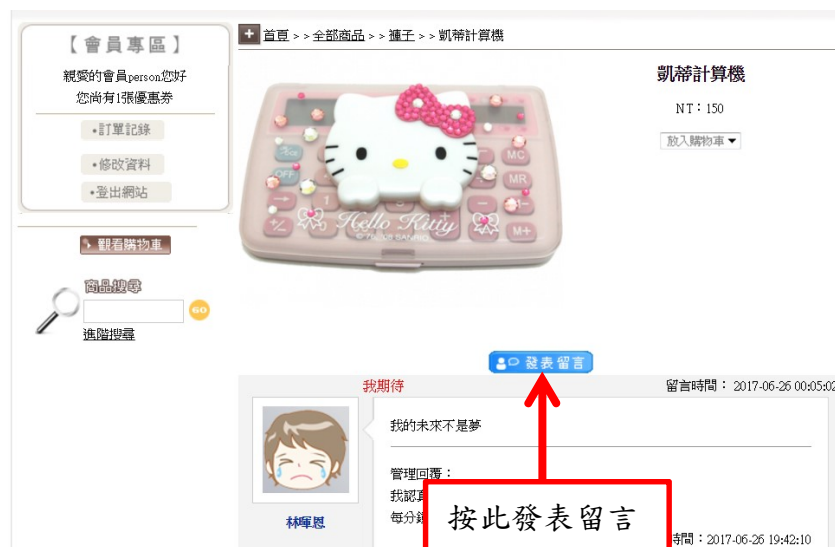 【會員專區】
親愛的會員person您好
您尚有1張優惠券
•訂單記錄
•修改資料
•登出網站
觀看購物車
商品搜尋
GO
進階搜尋
首頁>>全部商品>>褲子>>凱蒂計算機
凱蒂計算機
NT：150
放入購物車▼
OFF
MC
MR
M+
+/-
Hello Kitty
發表留言
我期待
留言時間： 2017-06-26 00:05:02
我的未來不是夢
管理回覆：
我認
每分
林暉恩
按此發表留言
時間：2017-06-26 19:42:10